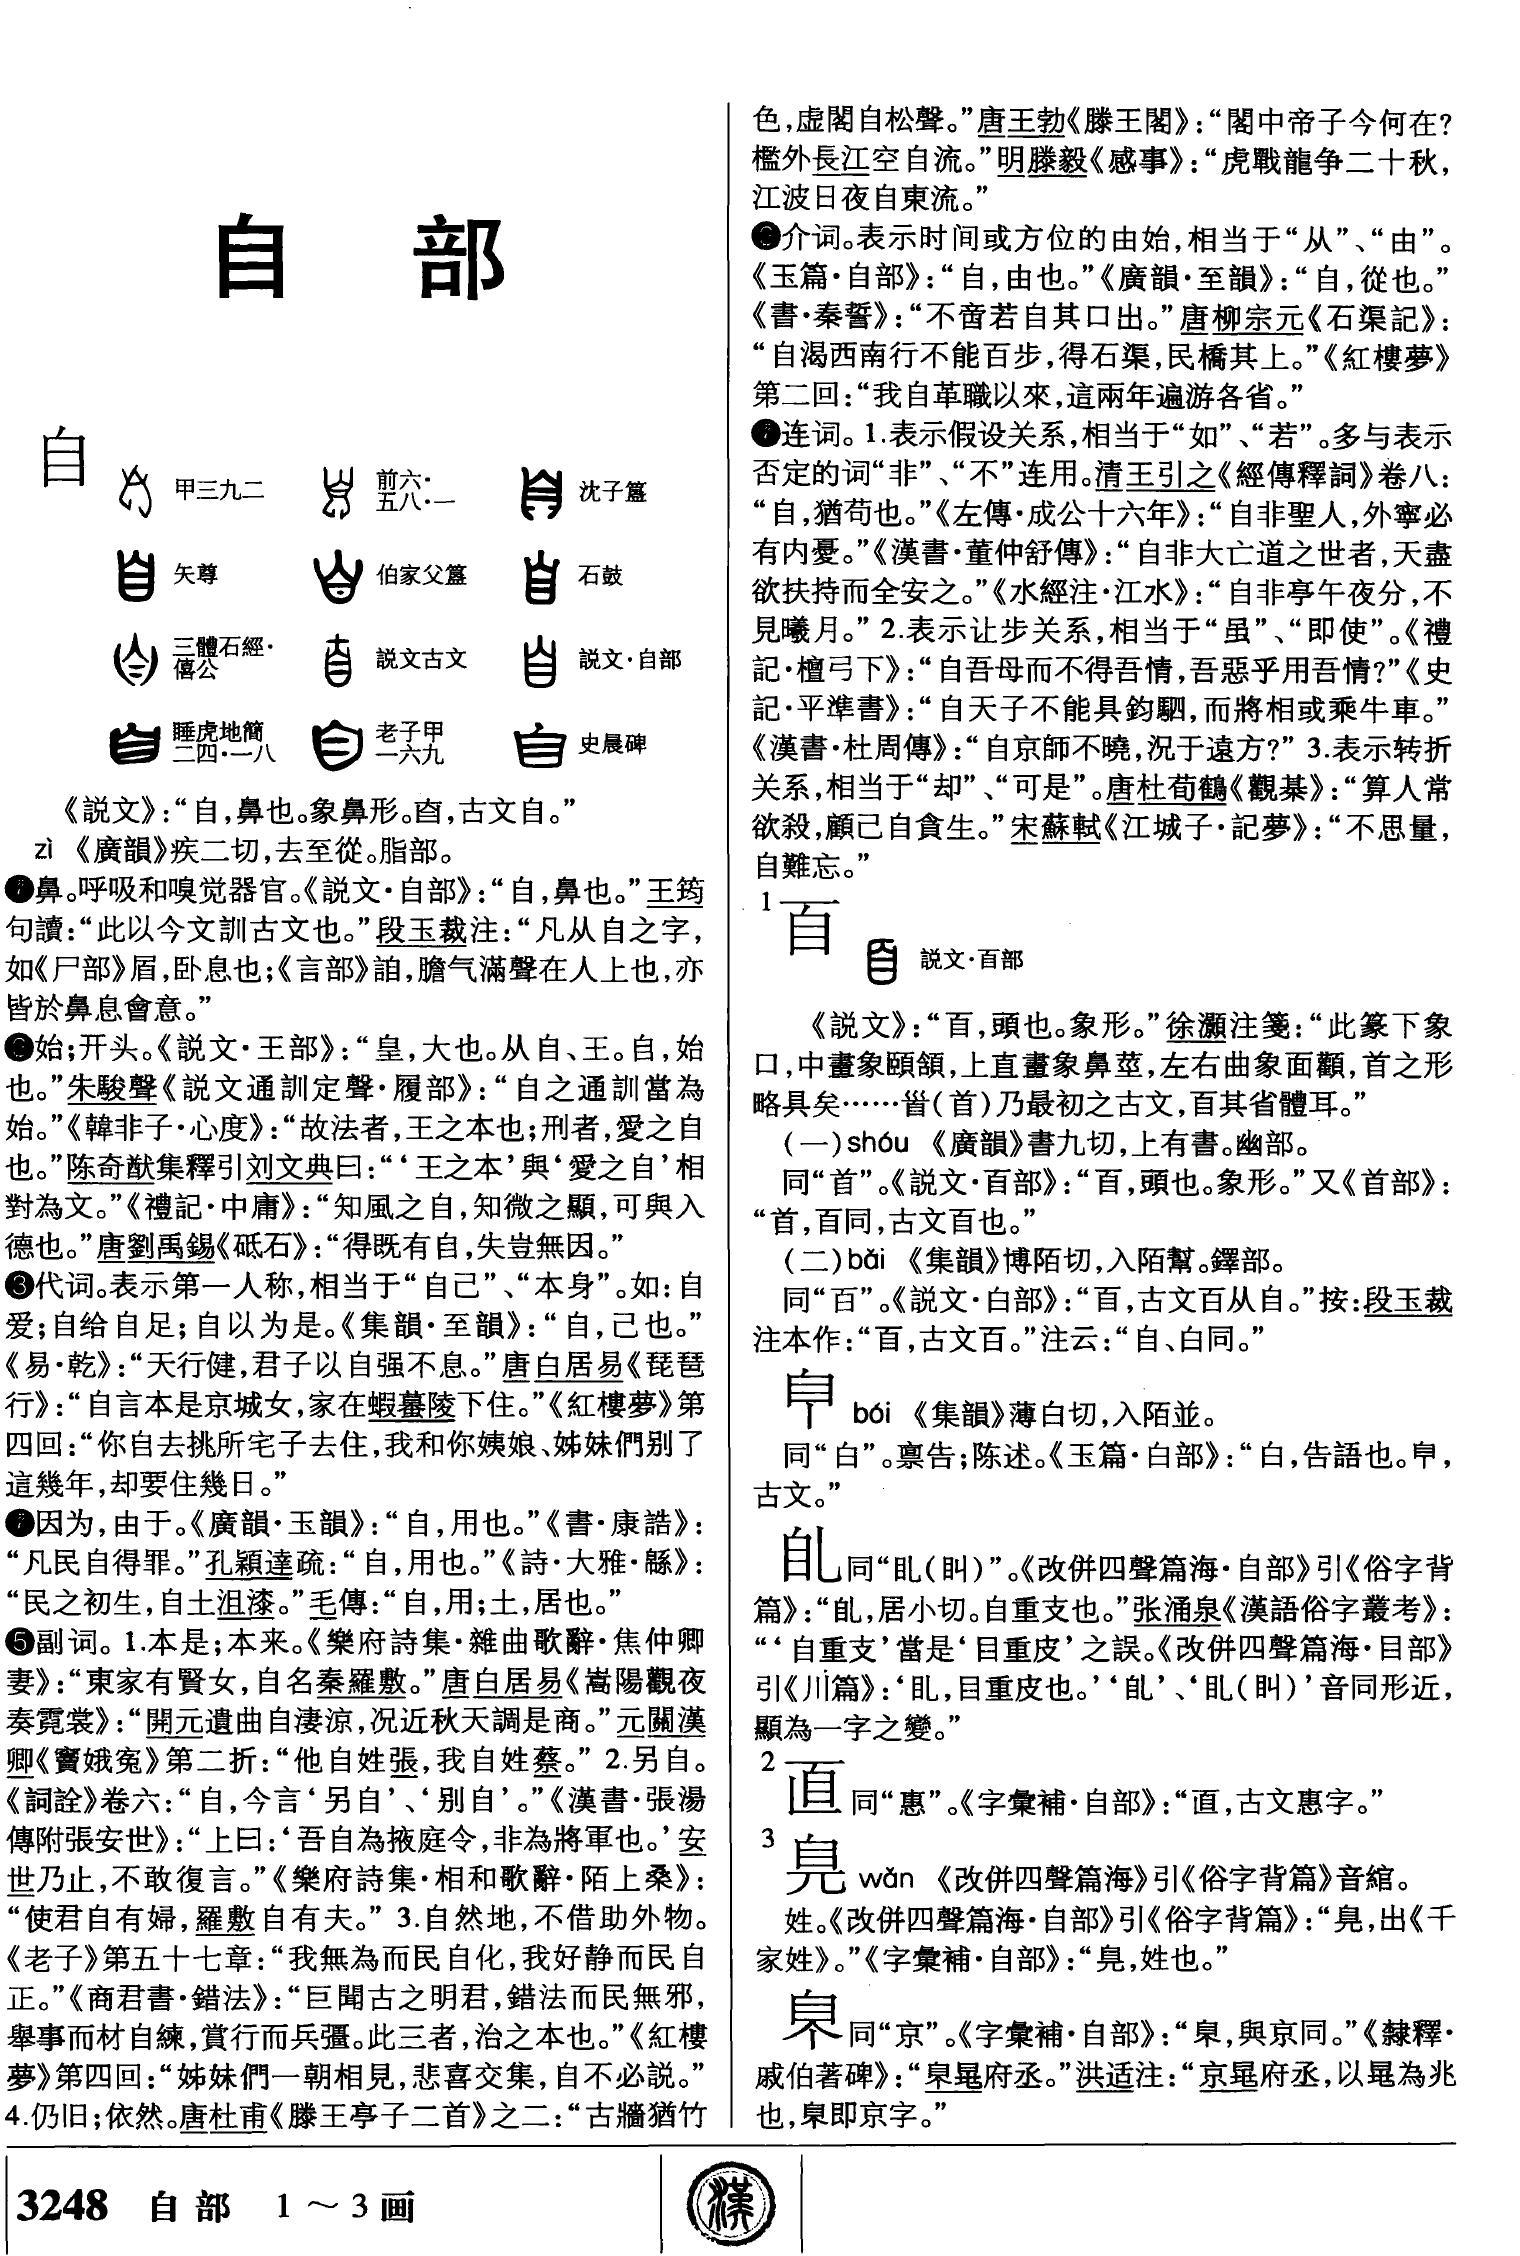 自部
自
甲三九二
前六·五八·一
沈子簋
矢尊
伯家父簋
石鼓
三體石經·僖公
説文古文
説文·自部
睡虎地簡二四·一八
老子甲一六九
史晨碑
《説文》：“自，鼻也。象鼻形。𦣹，古文自。”
zì 《廣韻》疾二切，去至從。脂部。
❶鼻。呼吸和嗅觉器官。《説文·自部》：“自，鼻也。”王筠
句讀：“此以今文訓古文也。”段玉裁注：“凡从自之字，
如《尸部》眉，卧息也；《言部》詯，膽气滿聲在人上也，亦
皆於鼻息會意。”
❷始；开头。《説文·王部》：“皇，大也。从自、王。自，始
也。”朱駿聲《説文通訓定聲·履部》：“自之通訓當為
始。”《韓非子·心度》：“故法者，王之本也；刑者，愛之自
也。”陈奇猷集釋引刘文典曰：“‘王之本’與‘愛之自’相
對為文。”《禮記·中庸》：“知風之自，知微之顯，可與入
德也。”唐劉禹錫《砥石》：“得既有自，失豈無因。”
❸代词。表示第一人称，相当于“自己”、“本身”。如：自
爱；自给自足；自以为是。《集韻·至韻》：“自，己也。”
《易·乾》：“天行健，君子以自强不息。”唐白居易《琵琶
行》：“自言本是京城女，家在蝦蟇陵下住。”《紅樓夢》第
四回：“你自去挑所宅子去住，我和你姨娘、姊妹們别了
這幾年，却要住幾日。”
❹因为，由于。《廣韻·玉韻》：“自，用也。”《書·康誥》：
“凡民自得罪。”孔穎達疏：“自，用也。”《詩·大雅·緜》：
“民之初生，自土沮漆。”毛傳：“自，用；土，居也。”
❺副词。1.本是；本来。《樂府詩集·雜曲歌辭·焦仲卿
妻》：“東家有賢女，自名秦羅敷。”唐白居易《嵩陽觀夜
奏霓裳》：“開元遺曲自淒涼，况近秋天調是商。”元關漢
卿《竇娥寃》第二折：“他自姓張，我自姓蔡。”2.另自。
《詞詮》卷六：“自，今言‘另自’、‘别自’。”《漢書·張湯
傳附張安世》：“上曰：‘吾自為掖庭令，非為將軍也。’安
世乃止，不敢復言。”《樂府詩集·相和歌辭·陌上桑》：
“使君自有婦，羅敷自有夫。”3.自然地，不借助外物。
《老子》第五十七章：“我無為而民自化，我好静而民自
正。”《商君書·錯法》：“巨聞古之明君，錯法而民無邪，
舉事而材自練，賞行而兵彊。此三者，治之本也。”《紅樓
夢》第四回：“姊妹們一朝相見，悲喜交集，自不必説。”
4.仍旧；依然。唐杜甫《滕王亭子二首》之二：“古牆猶竹
色，虚閣自松聲。”唐王勃《滕王閣》：“閣中帝子今何在？
檻外長江空自流。”明滕毅《感事》：“虎戰龍争二十秋，
江波日夜自東流。”
❻介词。表示时间或方位的由始，相当于“从”、“由”。
《玉篇·自部》：“自，由也。”《廣韻·至韻》：“自，從也。”
《書·秦誓》：“不啻若自其口出。”唐柳宗元《石渠記》：
“自渴西南行不能百步，得石渠，民橋其上。”《紅樓夢》
第二回：“我自革職以來，這兩年遍游各省。”
❼连词。1.表示假设关系，相当于“如”、“若”。多与表示
否定的词“非”、“不”连用。清王引之《經傳釋詞》卷八：
“自，猶苟也。”《左傳·成公十六年》：“自非聖人，外寧必
有内憂。”《漢書·董仲舒傳》：“自非大亡道之世者，天盡
欲扶持而全安之。”《水經注·江水》：“自非亭午夜分，不
見曦月。”2.表示让步关系，相当于“虽”、“即使”。《禮
記·檀弓下》：“自吾母而不得吾情，吾惡乎用吾情？”《史
記·平準書》：“自天子不能具鈞駟，而將相或乘牛車。”
《漢書·杜周傳》：“自京師不曉，況于遠方？”3.表示转折
关系，相当于“却”、“可是”。唐杜荀鶴《觀棊》：“算人常
欲殺，顧己自貪生。”宋蘇軾《江城子·記夢》：“不思量，
自難忘。”
1 𦣻
説文·𦣻部
《説文》：“𦣻，頭也。象形。”徐灝注箋：“此篆下象
口，中畫象頤頷，上直畫象鼻莖，左右曲象面觀，首之形
略具矣……𩠐（首）乃最初之古文，𦣻其省體耳。”
（一）shǒu 《廣韻》書九切，上有書。幽部。
同“首”。《説文·𦣻部》：“𦣻，頭也。象形。”又《首部》：
“首，𦣻同，古文𦣻也。”
（二）bǎi 《集韻》博陌切，入陌幫。鐸部。
同“百”。《説文·白部》：“𦣻，古文百从自。”按：段玉裁
注本作：“𦣻，古文百。”注云：“自、白同。”
𦣺 bói 《集韻》薄白切，入陌並。
同“白”。禀告；陈述。《玉篇·白部》：“白，告語也。𦣺，
古文。”
同“乢（𥃩）”。《改併四聲篇海·自部》引《俗字背
篇》：“，居小切。自重支也。”张涌泉《漢語俗字叢考》：
“‘自重支’當是‘目重皮’之誤。《改併四聲篇海·目部》
引《川篇》：‘，目重皮也。’‘’、‘（）’音同形近，
顯為一字之變。”
2 同“惠”。《字彙補·自部》：“，古文惠字。”
3 臱 wǎn 《改併四聲篇海》引《俗字背篇》音綰。
姓。《改併四聲篇海·自部》引《俗字背篇》：“，出《千
家姓》。”《字彙補·自部》：“，姓也。”
同“京”。《字彙補·自部》：“，與京同。”《隸釋·
戚伯著碑》：“鼂府丞。”洪适注：“京鼂府丞，以鼂為兆
也，即京字。”
3248 自部 1～3画
漢